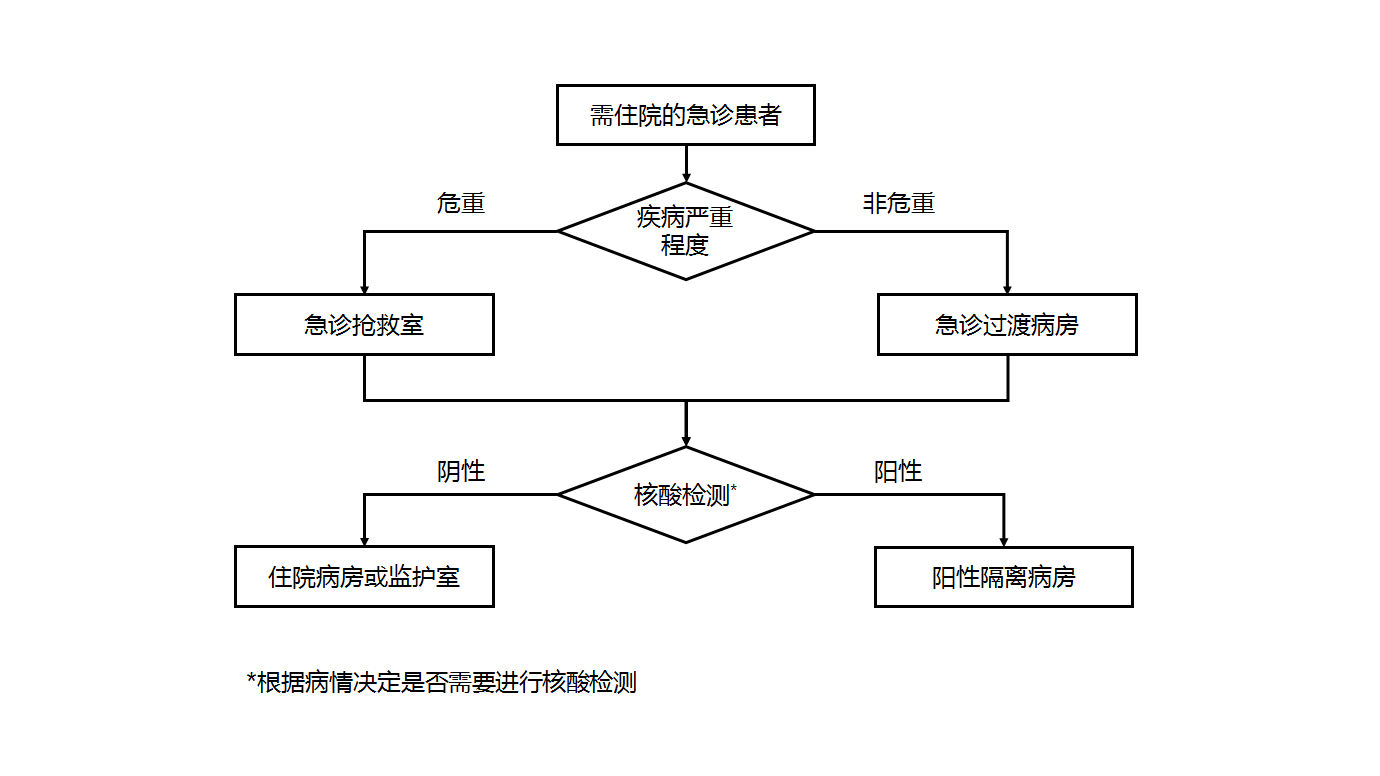 需住院的急诊患者
危重
非危重
疾病严重
程度
急诊抢救室
急诊过渡病房
阴性
阳性
核酸检测*
住院病房或监护室
阳性隔离病房
*根据病情决定是否需要进行核酸检测